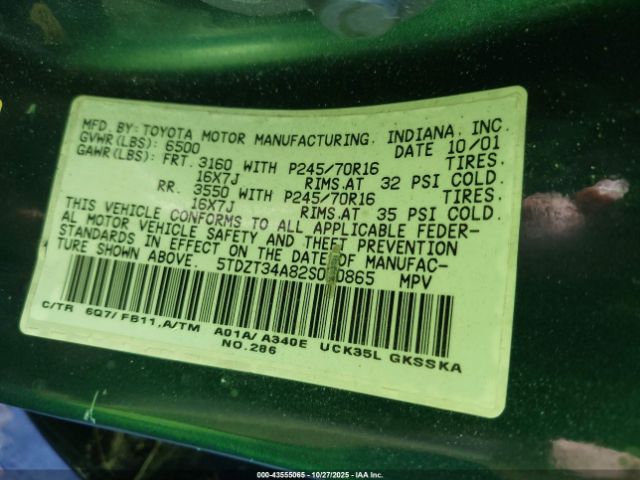 MFD. BY: TOYOTA MOTOR MANUFACTURING, INDIANA, INC.
GVWR(LBS): 6500 DATE 10/01
GAWR(LBS): FRT. 3160 WITH P245/70R16 TIRES.
16X7J RIMS.AT 32 PSI COLD.
RR. 3550 WITH P245/70R16 TIRES.
16X7J RIMS.AT 35 PSI COLD.
THIS VEHICLE CONFORMS TO ALL APPLICABLE FEDER-
AL MOTOR VEHICLE SAFETY AND THEFT PREVENTION
STANDARDS IN EFFECT ON THE DATE OF MANUFAC-
TURE SHOWN ABOVE. MPV
C/TR 6Q7/ FB11,A/TM A01A/ A340E UCK35L GKSSKA
NO.286
000-43555065 - 10/27/2025 - Copyright IAA, Inc.